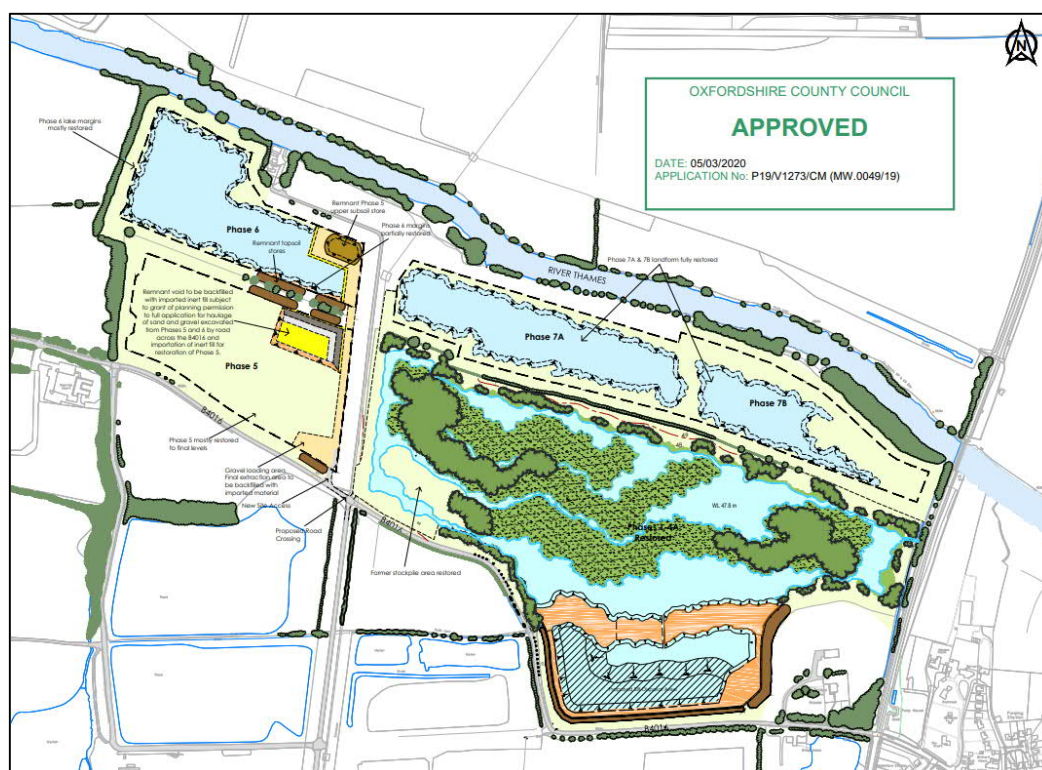 OXFORDSHIRE COUNTY COUNCIL
APPROVED
DATE: 05/03/2020
APPLICATION No: P19/V1273/CM (MW.0049/19)
N
Phase 6 lake margins
mostly restored
Remnant Phase 5
upper subsoil store
Phase 6
Phase 6 margins
partially restored
Remnant topsoil
stores
Phase 7A & 7B landform fully restored
RIVER THAMES
Remnant void to be backfilled
with imported inert fill subject
to grant of planning permission
to full application for haulage
of sand and gravel excavated
from Phases 5 and 6 by road
across the B4016 and
importation of inert fill for
restoration of Phase 5.
Phase 7A
Phase 5
Phase 7B
B4016
Phase 5 mostly restored
to final levels
Gravel loading area
Final extraction area to
be backfilled with
imported material
New Site Access
WL 47.8 m
Restored
Proposed Road
Crossing
B4016
Former stockpile area restored
B4016